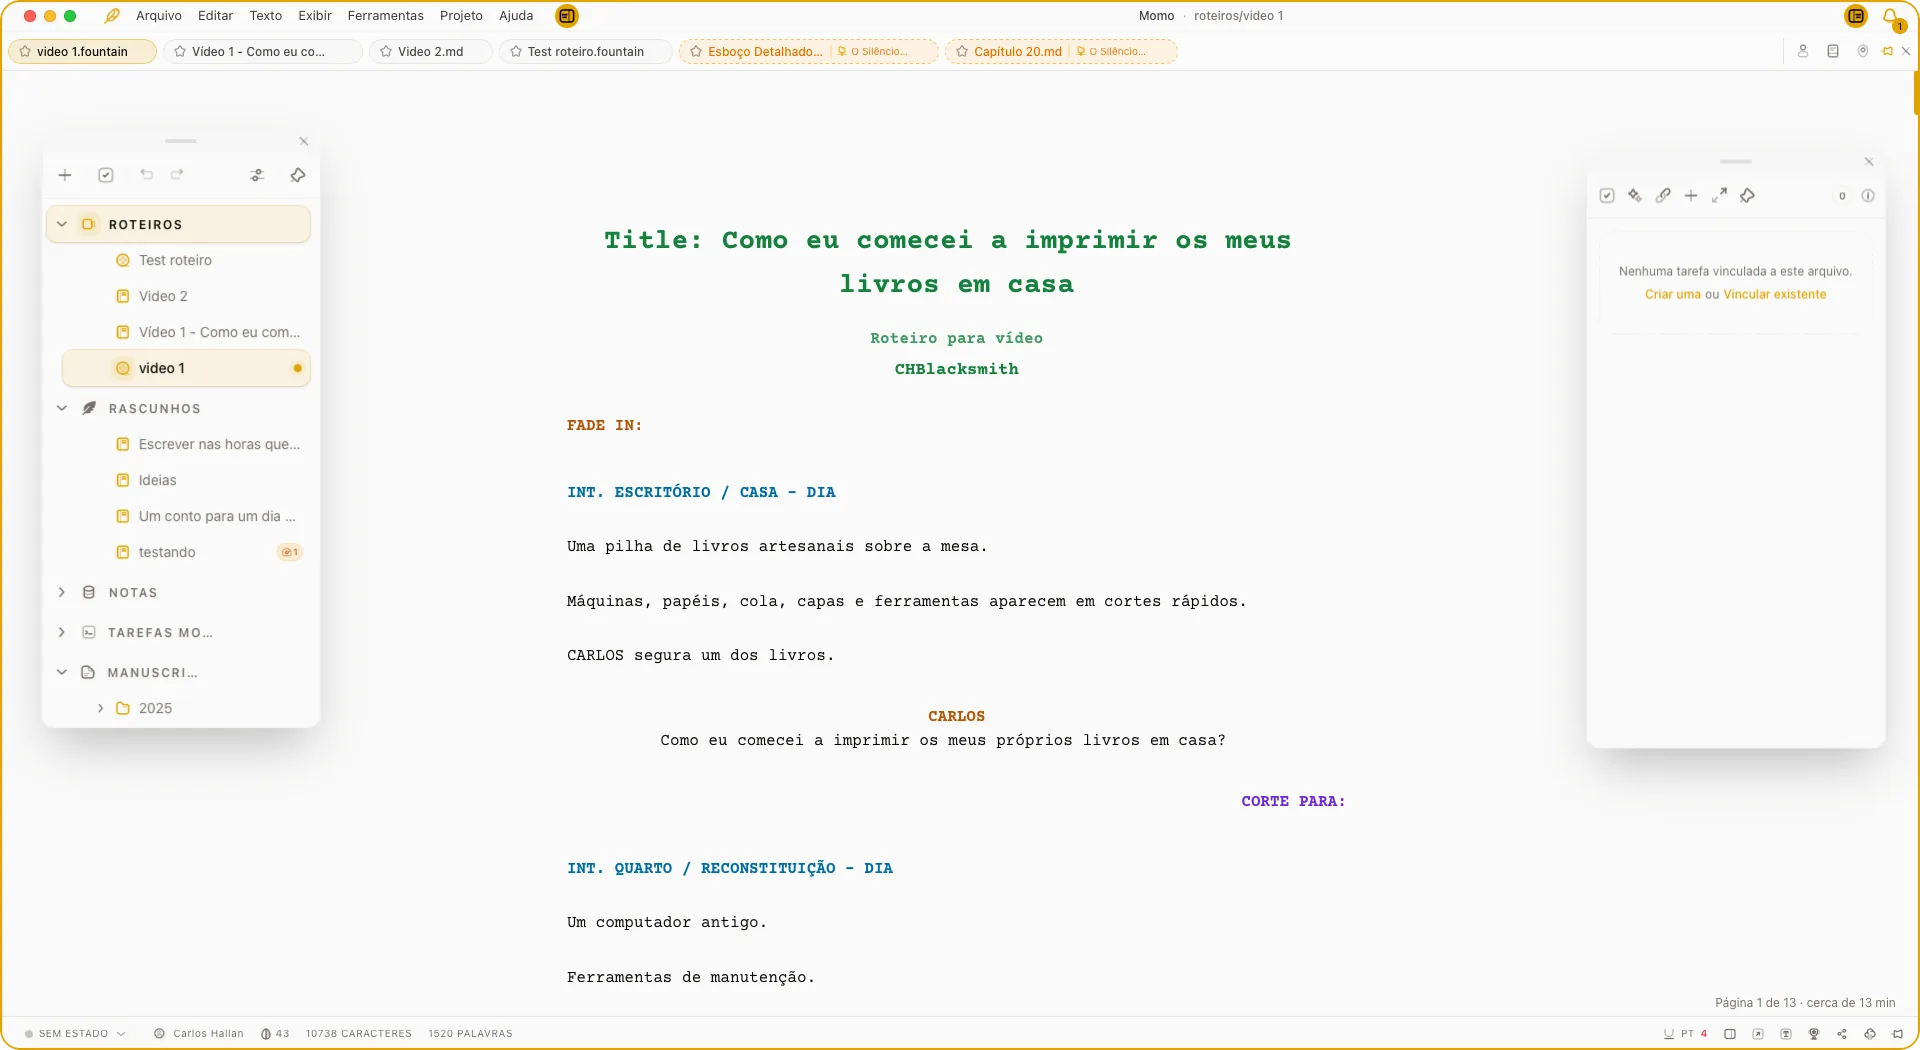 Arquivo Editar Texto Exibir Ferramentas Projeto Ajuda
Momo · roteiros/video 1
1
video 1.fountain
Vídeo 1 - Como eu co...
Video 2.md
Test roteiro.fountain
Esboço Detalhado... O Silêncio...
Capítulo 20.md O Silêncio...
ROTEIROS
Test roteiro
Video 2
Vídeo 1 - Como eu com...
video 1
RASCUNHOS
Escrever nas horas que...
Ideias
Um conto para um dia ...
testando 1
NOTAS
TAREFAS MO...
MANUSCRI...
2025
Title: Como eu comecei a imprimir os meus
livros em casa
Roteiro para vídeo
CHBlacksmith
FADE IN:
INT. ESCRITÓRIO / CASA - DIA
Uma pilha de livros artesanais sobre a mesa.
Máquinas, papéis, cola, capas e ferramentas aparecem em cortes rápidos.
CARLOS segura um dos livros.
CARLOS
Como eu comecei a imprimir os meus próprios livros em casa?
CORTE PARA:
INT. QUARTO / RECONSTITUIÇÃO - DIA
Um computador antigo.
Ferramentas de manutenção.
0
Nenhuma tarefa vinculada a este arquivo.
Criar uma ou Vincular existente
Página 1 de 13 · cerca de 13 min
SEM ESTADO Carlos Hallan 43 10738 CARACTERES 1520 PALAVRAS
PT 4